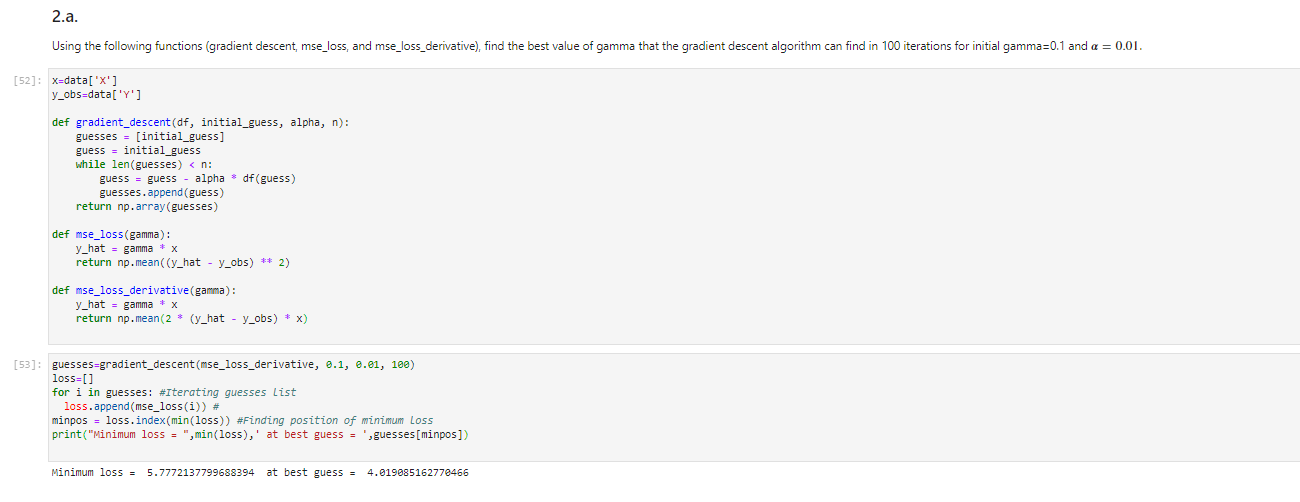 2.a.
Using the following functions (gradient descent, mse_loss, and mse_loss_derivative), find the best value of gamma that the gradient descent algorithm can find in 100 iterations for initial gamma=0.1 and α = 0.01.
[52]: x=data['X']
y_obs=data['Y']
def gradient_descent(df, initial_guess, alpha, n):
    guesses = [initial_guess]
    guess = initial_guess
    while len(guesses) < n:
        guess = guess - alpha * df(guess)
        guesses.append(guess)
    return np.array(guesses)
def mse_loss(gamma):
    y_hat = gamma * x
    return np.mean((y_hat - y_obs) ** 2)
def mse_loss_derivative(gamma):
    y_hat = gamma * x
    return np.mean(2 * (y_hat - y_obs) * x)
[53]: guesses=gradient_descent(mse_loss_derivative, 0.1, 0.01, 100)
loss=[]
for i in guesses: #Iterating guesses list
  loss.append(mse_loss(i)) #
minpos = loss.index(min(loss)) #Finding position of minimum loss
print("Minimum loss = ",min(loss),' at best guess = ',guesses[minpos])
Minimum loss =  5.7772137799688394  at best guess =  4.019085162770466